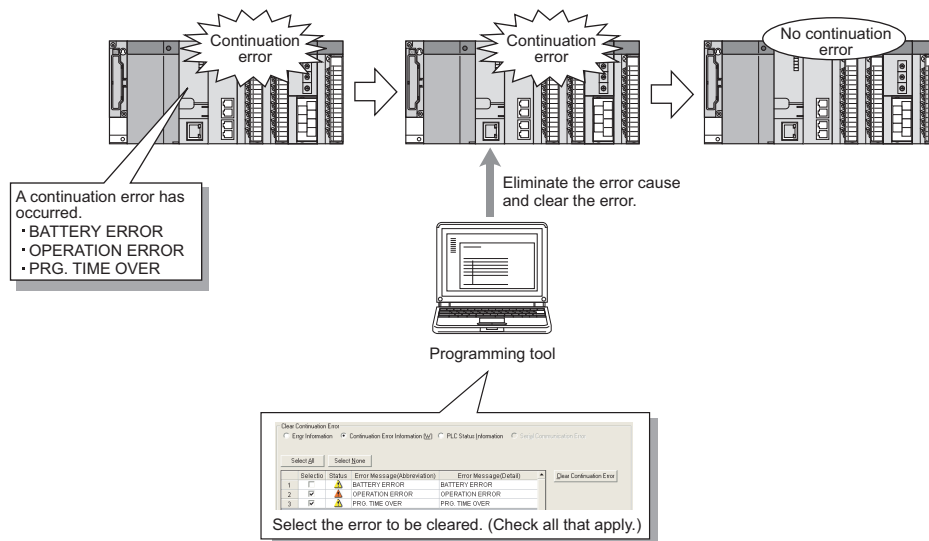 Continuation
error
Continuation
error
No continuation
error
A continuation error has
occurred.
・BATTERY ERROR
・OPERATION ERROR
・PRG. TIME OVER
Eliminate the error cause
and clear the error.
Programming tool
Clear Continuation Error
Error Information Continuation Error Information (W) PLC Status Information Serial Communication Error
Select All Select None
Selectio Status Error Message(Abbreviation) Error Message(Detail)
Clear Continuation Error
1 BATTERY ERROR BATTERY ERROR
2 OPERATION ERROR OPERATION ERROR
3 PRG. TIME OVER PRG. TIME OVER
Select the error to be cleared. (Check all that apply.)